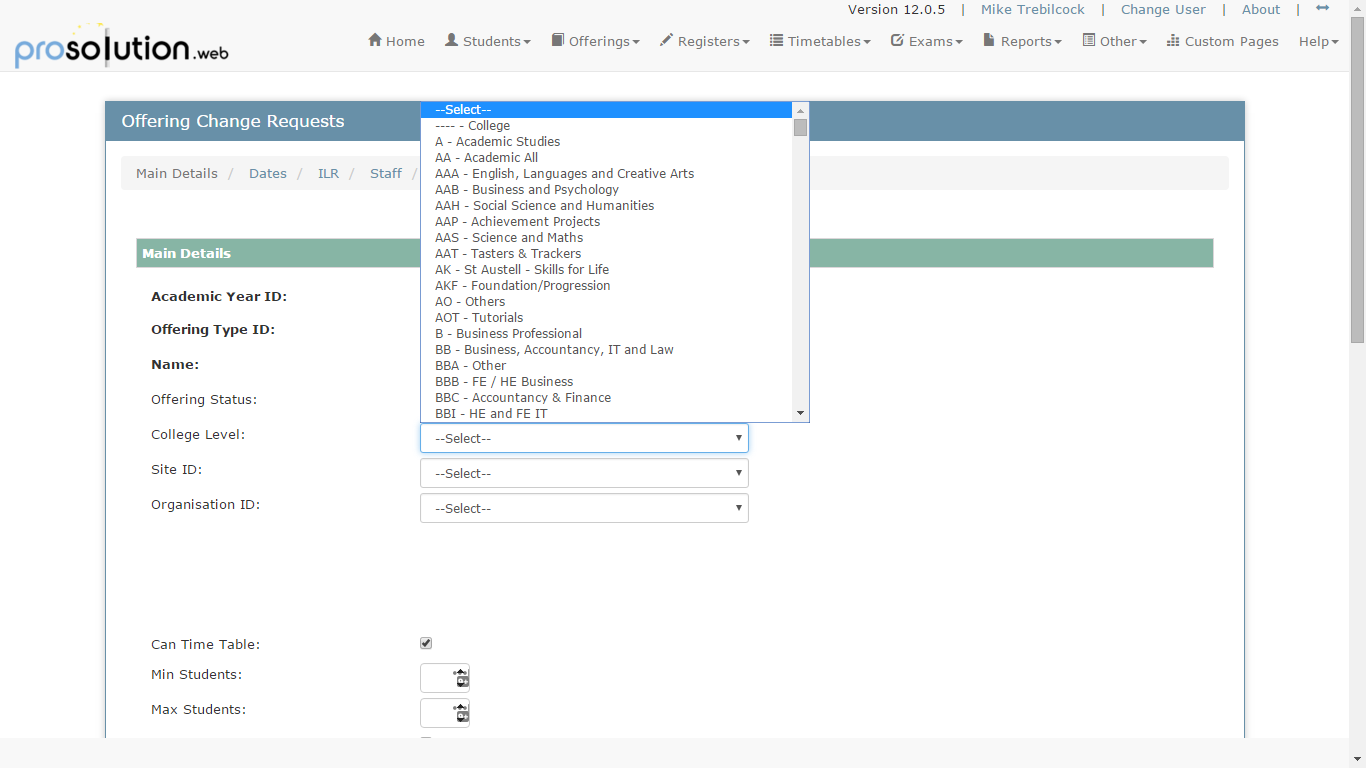 Version 12.0.5 | Mike Trebilcock | Change User | About |
prosolution.web
Home Students Offerings Registers Timetables Exams Reports Other Custom Pages Help
Offering Change Requests
Main Details / Dates / ILR / Staff /
Main Details
Academic Year ID:
Offering Type ID:
Name:
Offering Status:
--Select--
---- - College
A - Academic Studies
AA - Academic All
AAA - English, Languages and Creative Arts
AAB - Business and Psychology
AAH - Social Science and Humanities
AAP - Achievement Projects
AAS - Science and Maths
AAT - Tasters & Trackers
AK - St Austell - Skills for Life
AKF - Foundation/Progression
AO - Others
AOT - Tutorials
B - Business Professional
BB - Business, Accountancy, IT and Law
BBA - Other
BBB - FE / HE Business
BBC - Accountancy & Finance
BBI - HE and FE IT
College Level: --Select--
Site ID: --Select--
Organisation ID: --Select--
Can Time Table:
Min Students:
Max Students: